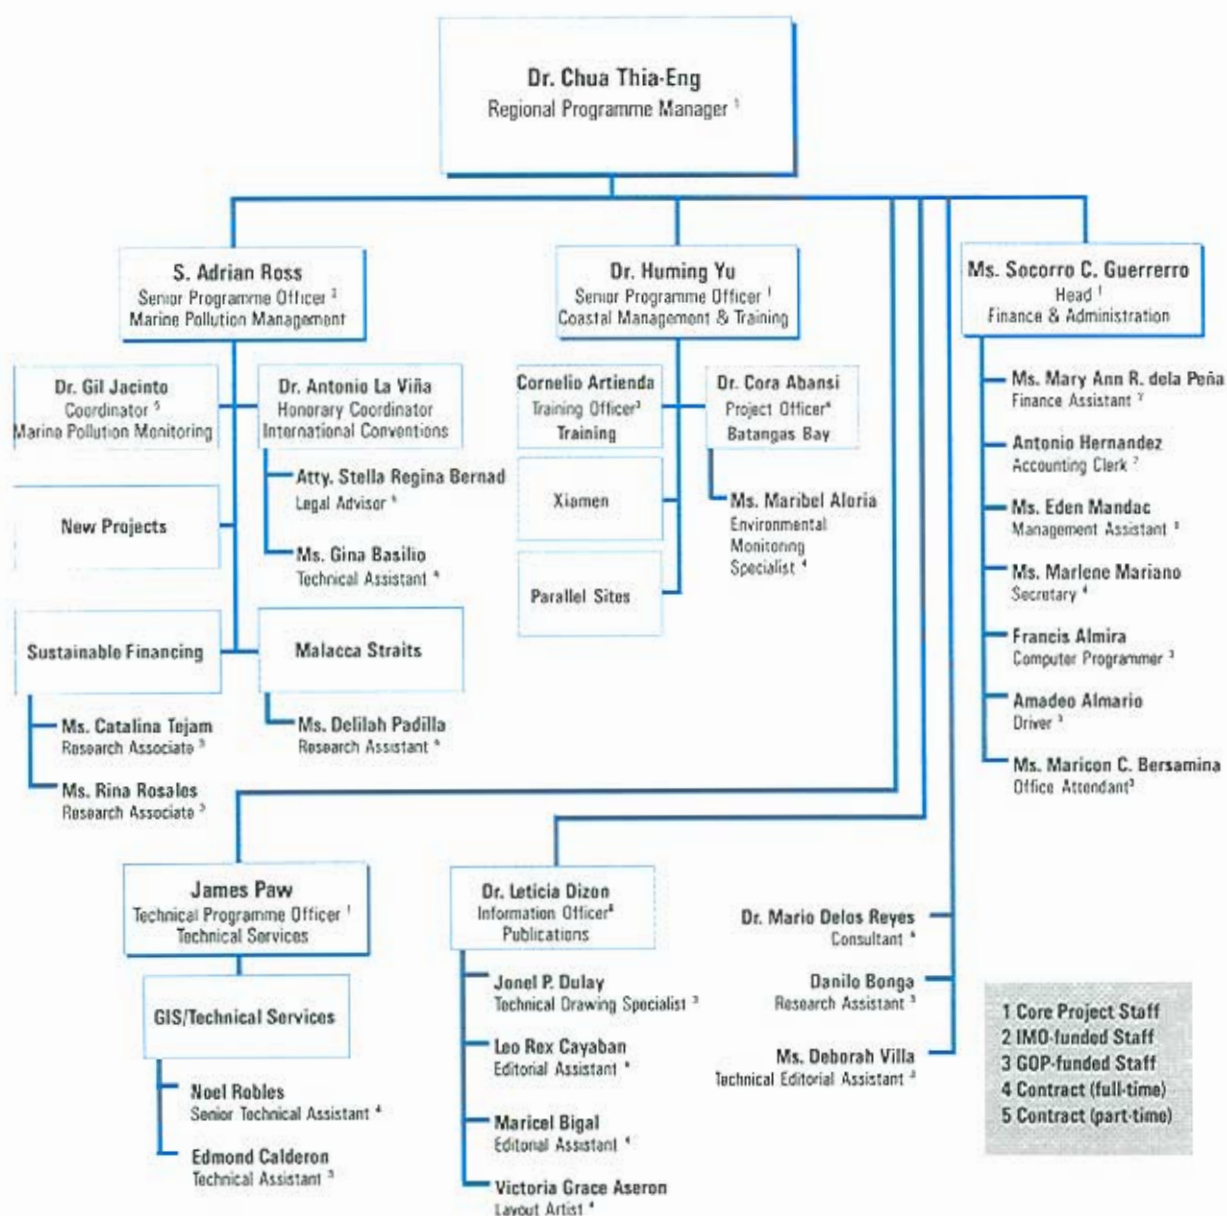 Dr. Chua Thia-Eng
Regional Programme Manager 1
S. Adrian Ross
Senior Programme Officer 2
Marine Pollution Management
Dr. Huming Yu
Senior Programme Officer 1
Coastal Management & Training
Ms. Socorro C. Guerrerro
Head 1
Finance & Administration
Dr. Gil Jacinto
Coordinator 5
Marine Pollution Monitoring
Dr. Antonio La Viña
Honorary Coordinator
International Conventions
Atty. Stella Regina Bernad
Legal Advisor
Ms. Gina Basilio
Technical Assistant 4
New Projects
Sustainable Financing
Ms. Catalina Tejam
Research Associate 3
Ms. Rina Rosales
Research Associate 3
Malacca Straits
Ms. Delilah Padilla
Research Assistant
Cornelio Artienda
Training Officer 3
Training
Xiamen
Parallel Sites
Dr. Cora Abansi
Project Officer
Batangas Bay
Ms. Maribel Aloria
Environmental
Monitoring
Specialist 4
Ms. Mary Ann R. dela Peña
Finance Assistant
Antonio Hernandez
Accounting Clerk
Ms. Eden Mandac
Management Assistant
Ms. Marlene Mariano
Secretary 4
Francis Almira
Computer Programmer 3
Amadeo Almario
Driver 3
Ms. Maricon C. Bersamina
Office Attendant 3
James Paw
Technical Programme Officer 1
Technical Services
GIS/Technical Services
Noel Robles
Senior Technical Assistant 4
Edmond Calderon
Technical Assistant 3
Dr. Leticia Dizon
Information Officer
Publications
Jonel P. Dulay
Technical Drawing Specialist 3
Leo Rex Cayaban
Editorial Assistant
Maricel Bigal
Editorial Assistant 4
Victoria Grace Aseron
Layout Artist 4
Dr. Mario Delos Reyes
Consultant
Danilo Bonga
Research Assistant 3
Ms. Deborah Villa
Technical Editorial Assistant 3
1 Core Project Staff
2 IMO-funded Staff
3 GOP-funded Staff
4 Contract (full-time)
5 Contract (part-time)